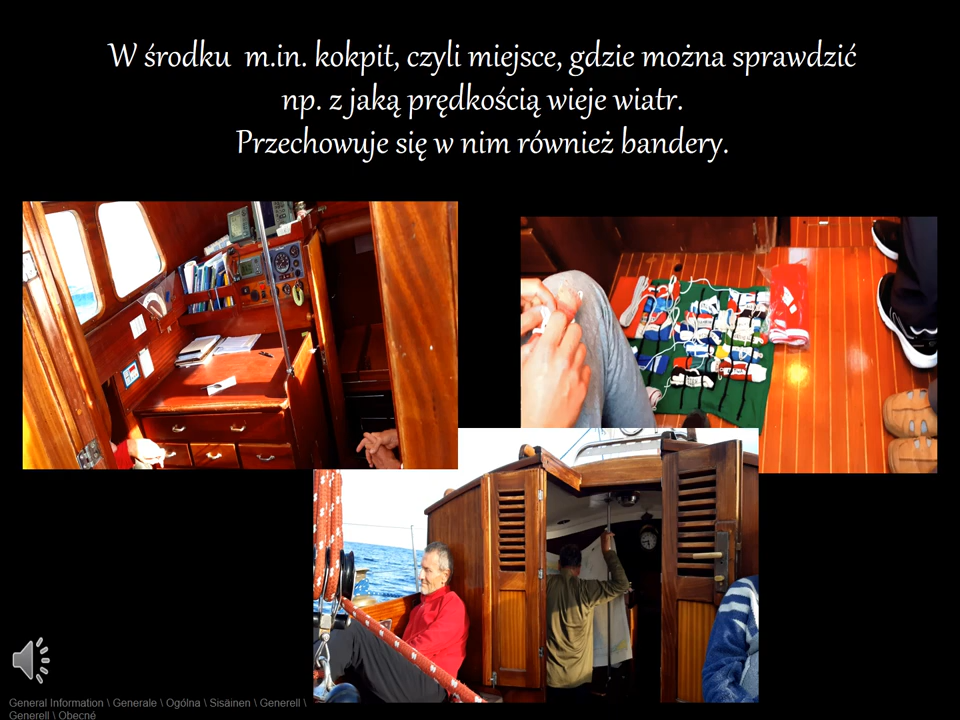 W środku  m.in. kokpit, czyli miejsce, gdzie można sprawdzić
np. z jaką prędkością wieje wiatr.
Przechowuje się w nim również bandery.
General Information \ Generale \ Ogólna \ Sisäinen \ Generell \
Generell \ Obecné